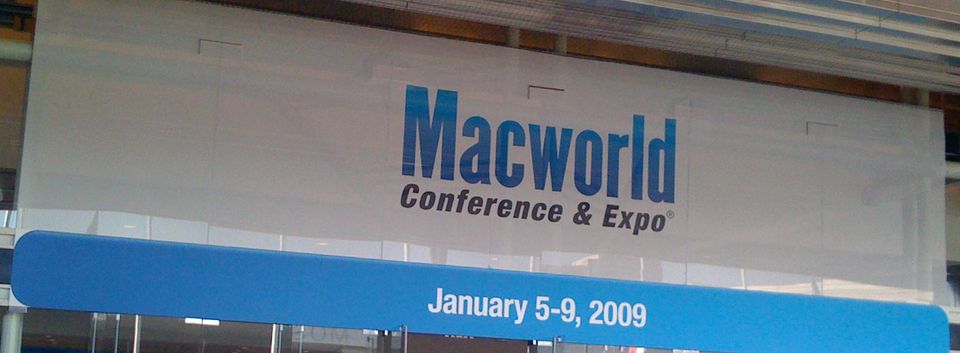 Macworld
Conference & Expo®
January 5-9, 2009